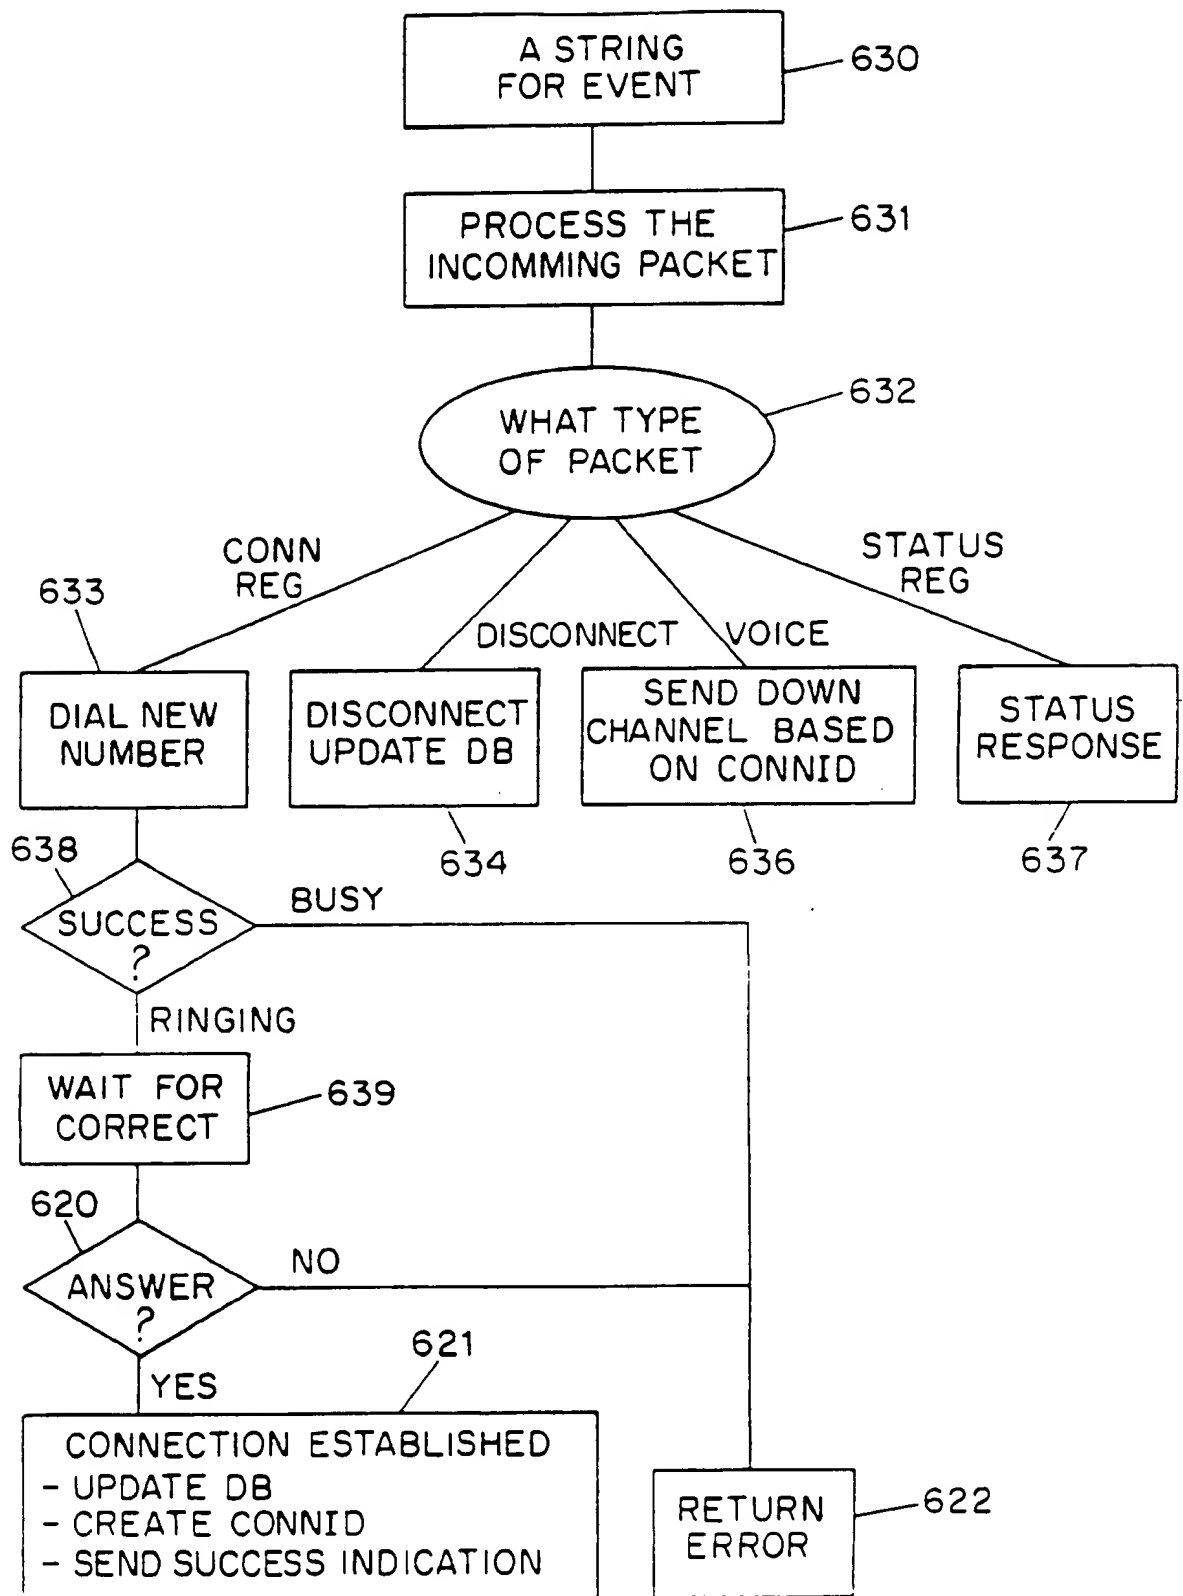 A STRING
FOR EVENT
630
PROCESS THE
INCOMMING PACKET
631
WHAT TYPE
OF PACKET
632
CONN
REG
STATUS
REG
DISCONNECT
VOICE
633
DIAL NEW
NUMBER
DISCONNECT
UPDATE DB
SEND DOWN
CHANNEL BASED
ON CONNID
STATUS
RESPONSE
634
636
637
638
SUCCESS
?
BUSY
RINGING
WAIT FOR
CORRECT
639
620
ANSWER
?
NO
YES
621
CONNECTION ESTABLISHED
- UPDATE DB
- CREATE CONNID
- SEND SUCCESS INDICATION
RETURN
ERROR
622